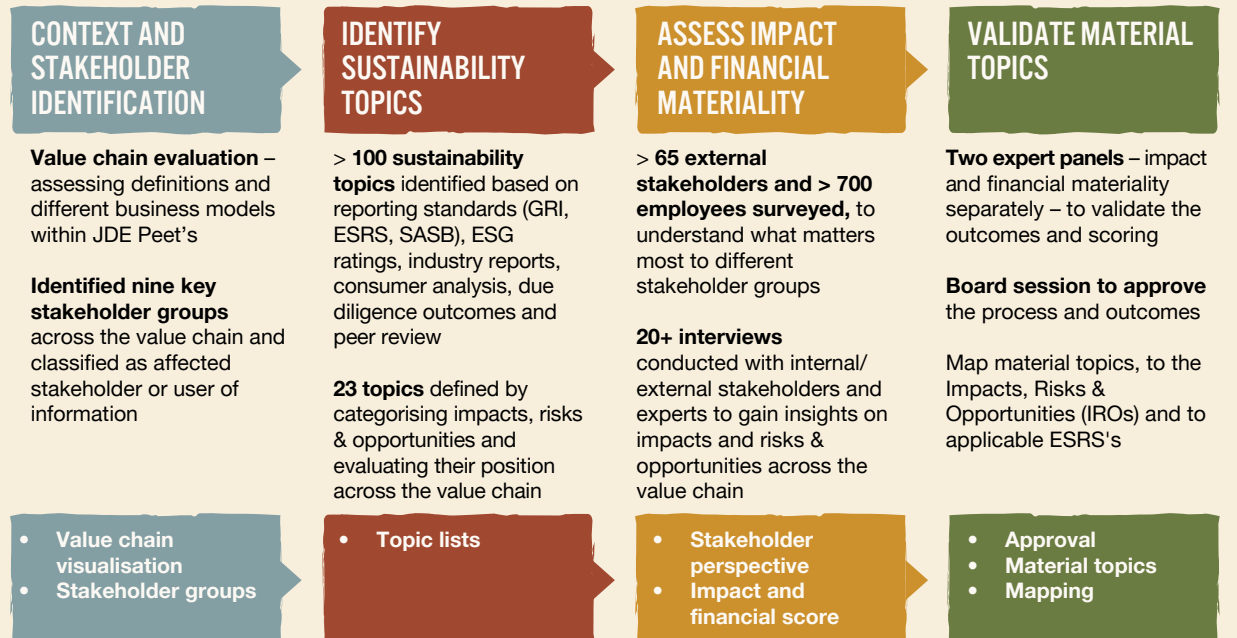 CONTEXT AND
STAKEHOLDER
IDENTIFICATION
Value chain evaluation –
assessing definitions and
different business models
within JDE Peet's
Identified nine key
stakeholder groups
across the value chain and
classified as affected
stakeholder or user of
information
• Value chain
visualisation
• Stakeholder groups
IDENTIFY
SUSTAINABILITY
TOPICS
> 100 sustainability
topics identified based on
reporting standards (GRI,
ESRS, SASB), ESG
ratings, industry reports,
consumer analysis, due
diligence outcomes and
peer review
23 topics defined by
categorising impacts, risks
& opportunities and
evaluating their position
across the value chain
• Topic lists
ASSESS IMPACT
AND FINANCIAL
MATERIALITY
> 65 external
stakeholders and > 700
employees surveyed, to
understand what matters
most to different
stakeholder groups
20+ interviews
conducted with internal/
external stakeholders and
experts to gain insights on
impacts and risks &
opportunities across the
value chain
• Stakeholder
perspective
• Impact and
financial score
VALIDATE MATERIAL
TOPICS
Two expert panels – impact
and financial materiality
separately – to validate the
outcomes and scoring
Board session to approve
the process and outcomes
Map material topics, to the
Impacts, Risks &
Opportunities (IROs) and to
applicable ESRS's
• Approval
• Material topics
• Mapping